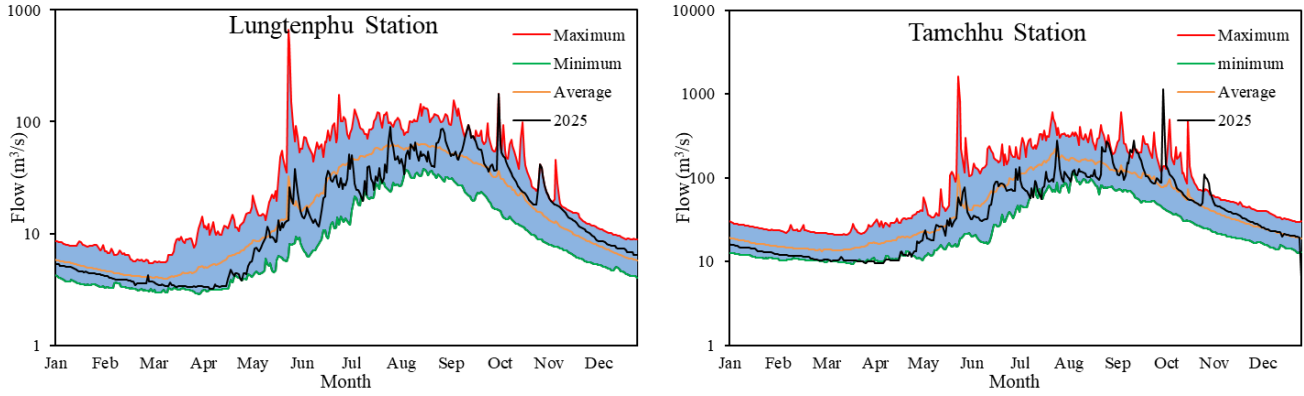 Lungtenphu Station
1000
100
10
1
Flow (m³/s)
Maximum
Minimum
Average
2025
Jan Feb Mar Apr May Jun Jul Aug Sep Oct Nov Dec
Month
Tamchhu Station
10000
1000
100
10
1
Flow (m³/s)
Maximum
minimum
Average
2025
Jan Feb Mar Apr May Jun Jul Aug Sep Oct Nov Dec
Month